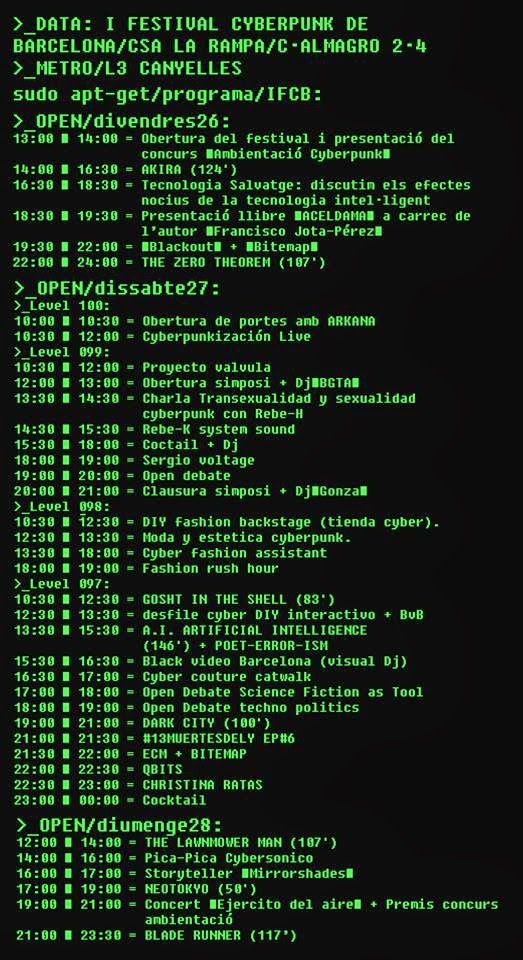 >_DATA: I FESTIVAL CYBERPUNK DE
BARCELONA/CSA LA RAMPA/C·ALMAGRO 2·4
>_METRO/L3 CANYELLES
sudo apt-get/programa/IFCB:
>_OPEN/divendres26:
13:00 ∎ 14:00 = Obertura del festival i presentació del
concurs ∎Ambientació Cyberpunk∎
14:00 ∎ 16:30 = AKIRA (124')
16:30 ∎ 18:30 = Tecnologia Salvatge: discutim els efectes
nocius de la tecnologia intel·ligent
18:30 ∎ 19:30 = Presentació llibre ∎ACELDAMA∎ a carrec de
l'autor ∎Francisco Jota-Pérez∎
19:30 ∎ 22:00 = ∎Blackout∎ + ∎Bitemap∎
22:00 ∎ 24:00 = THE ZERO THEOREM (107')
>_OPEN/dissabte27:
>_Level 100:
10:00 ∎ 10:30 = Obertura de portes amb ARKANA
10:30 ∎ 12:00 = Cyberpunkización Live
>_Level 099:
10:30 ∎ 12:00 = Proyecto valvula
12:00 ∎ 13:00 = Obertura simposi + Dj∎BGTA∎
13:30 ∎ 14:30 = Charla Transexualidad y sexualidad
cyberpunk con Rebe-H
14:30 ∎ 15:30 = Rebe-K system sound
15:30 ∎ 18:00 = Coctail + Dj
18:00 ∎ 19:00 = Sergio voltage
19:00 ∎ 20:00 = Open debate
20:00 ∎ 21:00 = Clausura simposi + Dj∎Gonza∎
>_Level 098:
10:30 ∎ 12:30 = DIY fashion backstage (tienda cyber).
12:30 ∎ 13:30 = Moda y estetica cyberpunk.
13:30 ∎ 18:00 = Cyber fashion assistant
18:00 ∎ 19:00 = Fashion rush hour
>_Level 097:
10:30 ∎ 12:30 = GOSHT IN THE SHELL (83')
12:30 ∎ 13:30 = desfile cyber DIY interactivo + BvB
13:30 ∎ 15:30 = A.I. ARTIFICIAL INTELLIGENCE
(146') + POET-ERROR-ISM
15:30 ∎ 16:30 = Black video Barcelona (visual Dj)
16:30 ∎ 17:00 = Cyber couture catwalk
17:00 ∎ 18:00 = Open Debate Science Fiction as Tool
18:00 ∎ 19:00 = Open Debate techno politics
19:00 ∎ 21:00 = DARK CITY (100')
21:00 ∎ 21:30 = #13MUERTESDELY EP#6
21:30 ∎ 22:00 = ECM + BITEMAP
22:00 ∎ 22:30 = QBITS
22:30 ∎ 23:00 = CHRISTINA RATAS
23:00 ∎ 00:00 = Cocktail
>_OPEN/diumenge28:
12:00 ∎ 14:00 = THE LAWNMOWER MAN (107')
14:00 ∎ 16:00 = Pica-Pica Cybersonico
16:00 ∎ 17:00 = Storyteller ∎Mirrorshades∎
17:00 ∎ 19:00 = NEOTOKYO (50')
19:00 ∎ 21:00 = Concert ∎Ejercito del aire∎ + Premis concurs
ambientació
21:00 ∎ 23:30 = BLADE RUNNER (117')